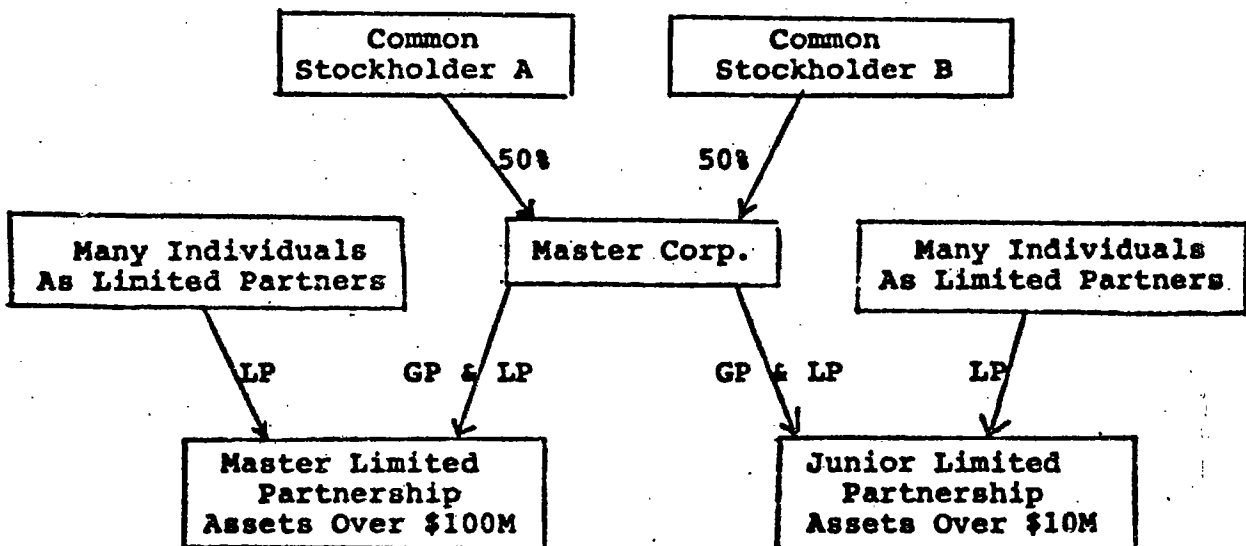 Common
Stockholder A
Common
Stockholder B
50%
50%
Many Individuals
As Limited Partners
Master Corp.
Many Individuals
As Limited Partners
LP
GP & LP
GP & LP
LP
Master Limited
Partnership
Assets Over $100M
Junior Limited
Partnership
Assets Over $10M